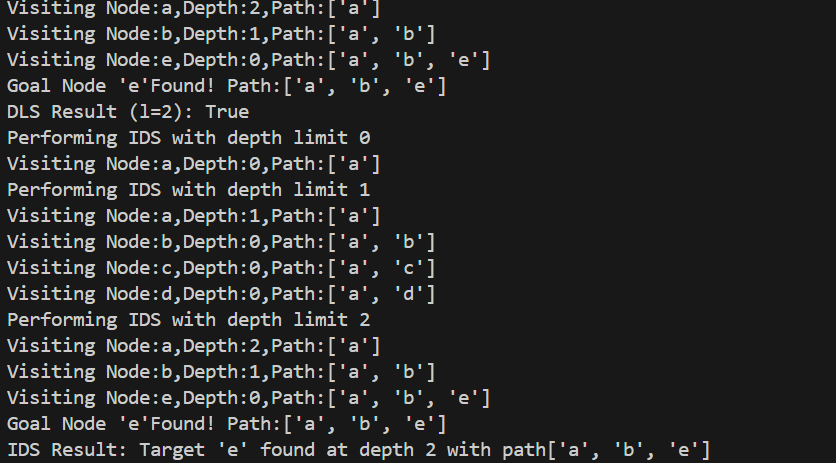 Visiting Node:a,Depth:2,Path:['a']
Visiting Node:b,Depth:1,Path:['a', 'b']
Visiting Node:e,Depth:0,Path:['a', 'b', 'e']
Goal Node 'e'Found! Path:['a', 'b', 'e']
DLS Result (l=2): True
Performing IDS with depth limit 0
Visiting Node:a,Depth:0,Path:['a']
Performing IDS with depth limit 1
Visiting Node:a,Depth:1,Path:['a']
Visiting Node:b,Depth:0,Path:['a', 'b']
Visiting Node:c,Depth:0,Path:['a', 'c']
Visiting Node:d,Depth:0,Path:['a', 'd']
Performing IDS with depth limit 2
Visiting Node:a,Depth:2,Path:['a']
Visiting Node:b,Depth:1,Path:['a', 'b']
Visiting Node:e,Depth:0,Path:['a', 'b', 'e']
Goal Node 'e'Found! Path:['a', 'b', 'e']
IDS Result: Target 'e' found at depth 2 with path['a', 'b', 'e']